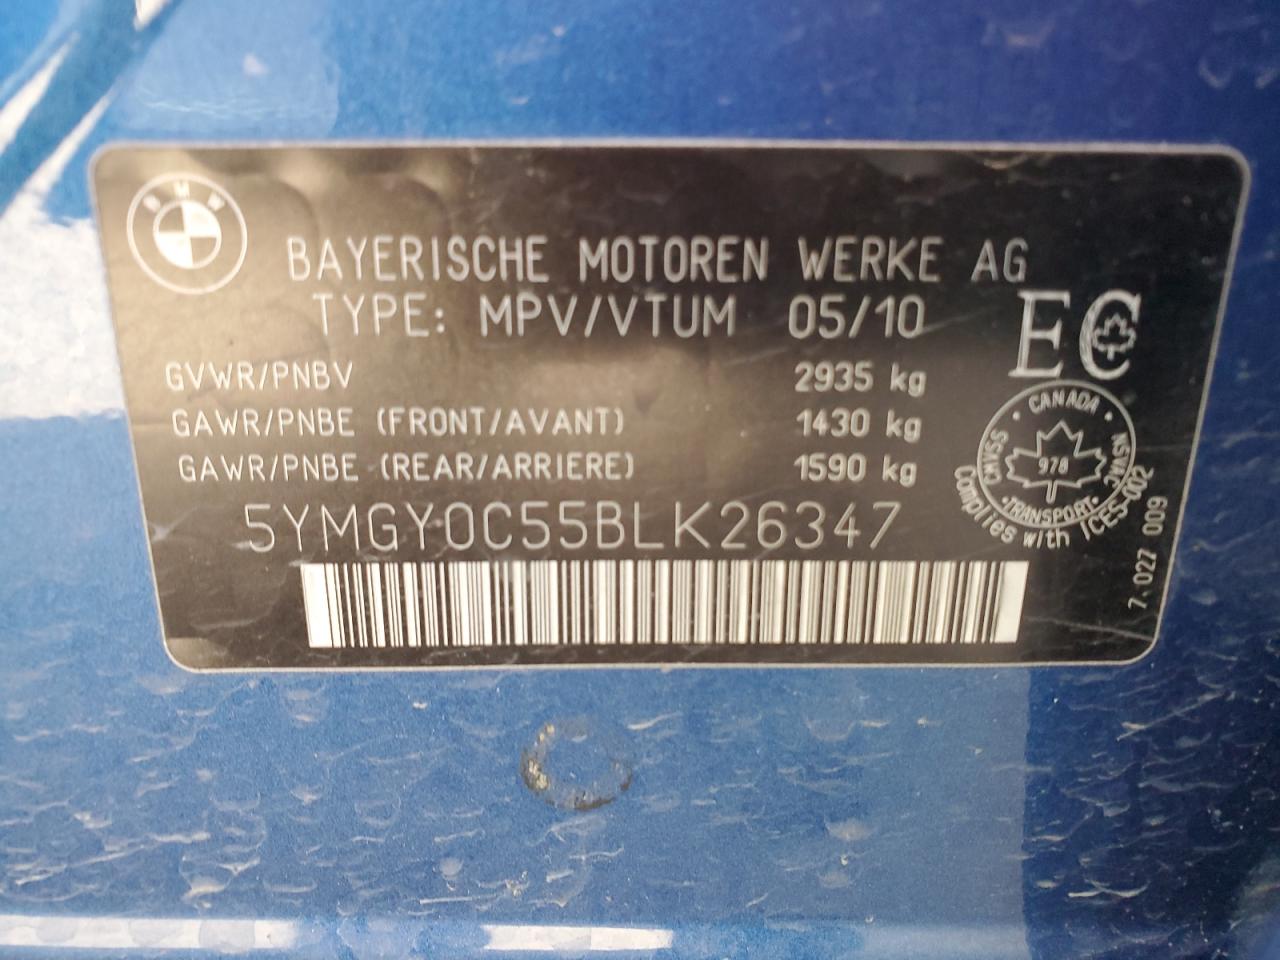 BMW
BAYERISCHE MOTOREN WERKE AG
TYPE: MPV/VTUM 05/10
EC
GVWR/PNBV 2935 kg
GAWR/PNBE (FRONT/AVANT) 1430 kg
GAWR/PNBE (REAR/ARRIERE) 1590 kg
5YMGY0C55BLK26347
· CANADA ·
CMVSS
NSVAC
978
·TRANSPORT·
Complies with ICES-002
7.027 009